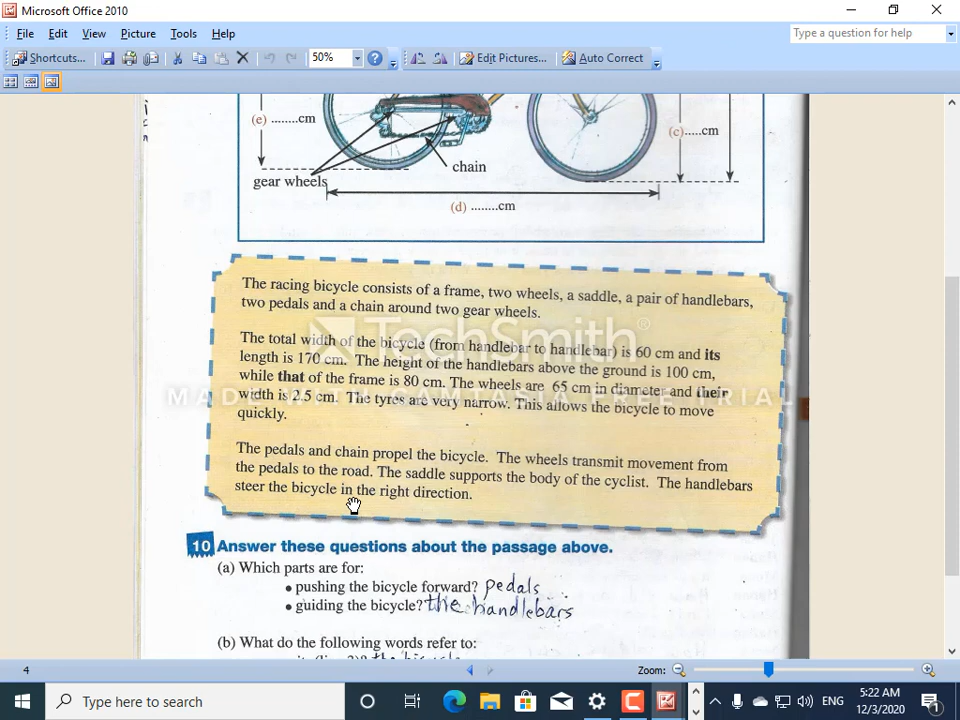 Microsoft Office 2010
File Edit View Picture Tools Help
Type a question for help
Shortcuts...
50%
Edit Pictures...
Auto Correct
(e) ........cm
(c).....cm
chain
gear wheels
(d) ........cm
The racing bicycle consists of a frame, two wheels, a saddle, a pair of handlebars,
two pedals and a chain around two gear wheels.
TechSmith®
MADE WITH CAMTASIA FREE TRIAL
The total width of the bicycle (from handlebar to handlebar) is 60 cm and its
length is 170 cm. The height of the handlebars above the ground is 100 cm,
while that of the frame is 80 cm. The wheels are 65 cm in diameter and their
width is 2.5 cm. The tyres are very narrow. This allows the bicycle to move
quickly.
The pedals and chain propel the bicycle. The wheels transmit movement from
the pedals to the road. The saddle supports the body of the cyclist. The handlebars
steer the bicycle in the right direction.
10 Answer these questions about the passage above.
(a) Which parts are for:
• pushing the bicycle forward? pedals
• guiding the bicycle? the handlebars
(b) What do the following words refer to:
4
Zoom:
Type here to search
ENG
5:22 AM
12/3/2020
1